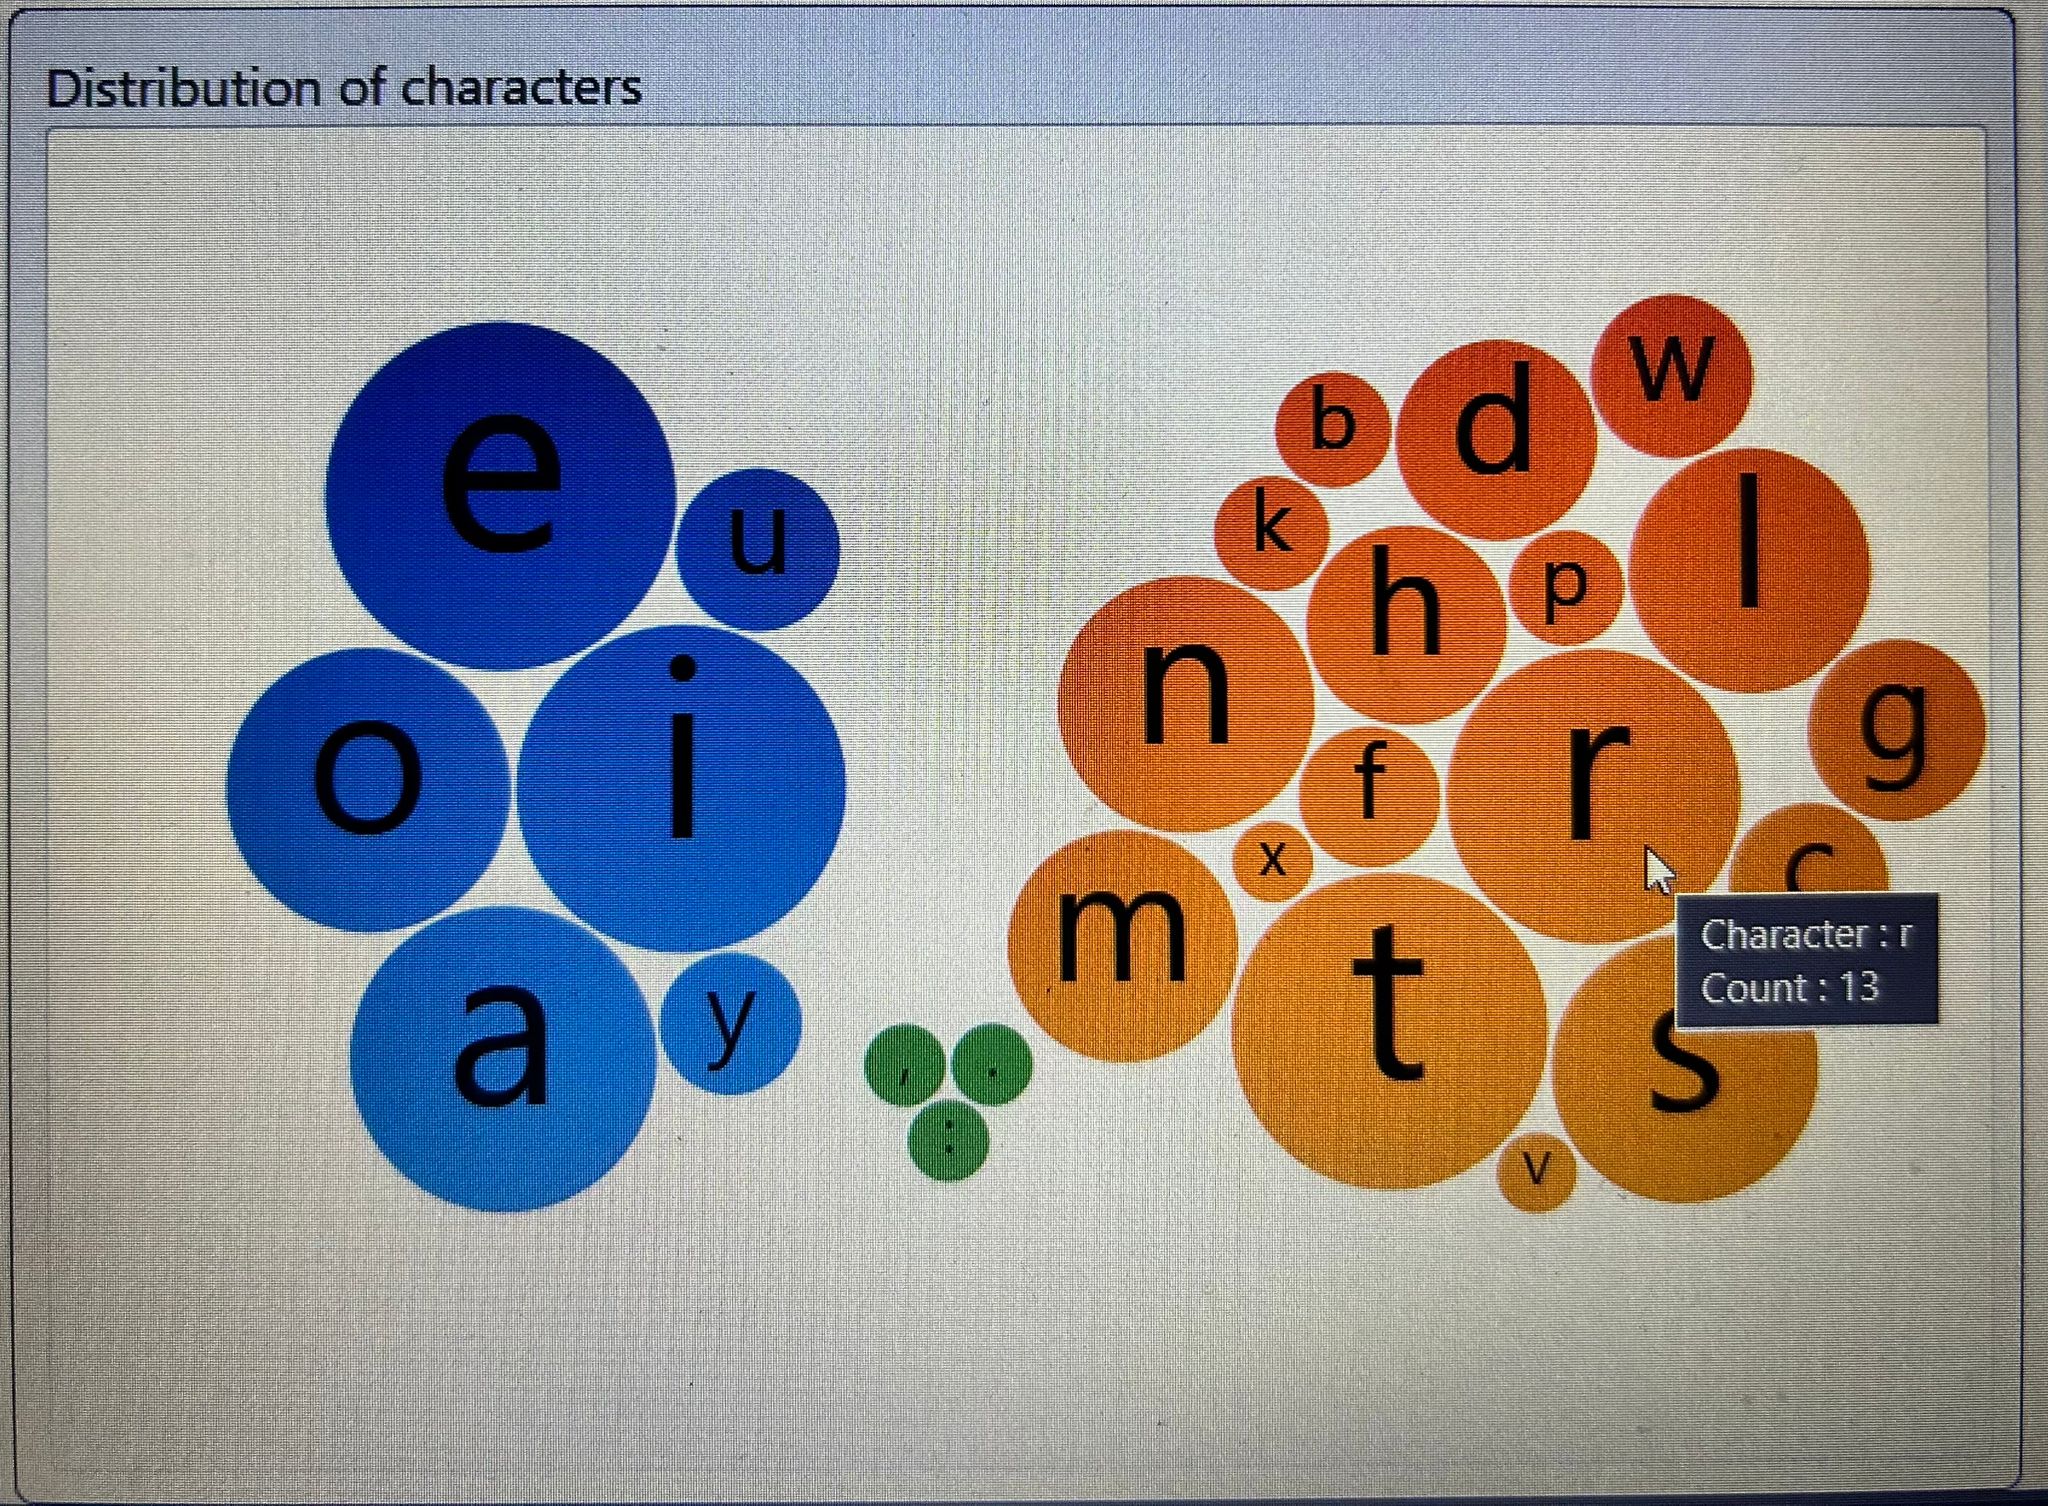 Distribution of characters
w
b
d
e
k
l
u
h
p
n
g
i
o
r
f
x
c
m
Character : r
Count : 13
t
a
y
s
,
.
:
v